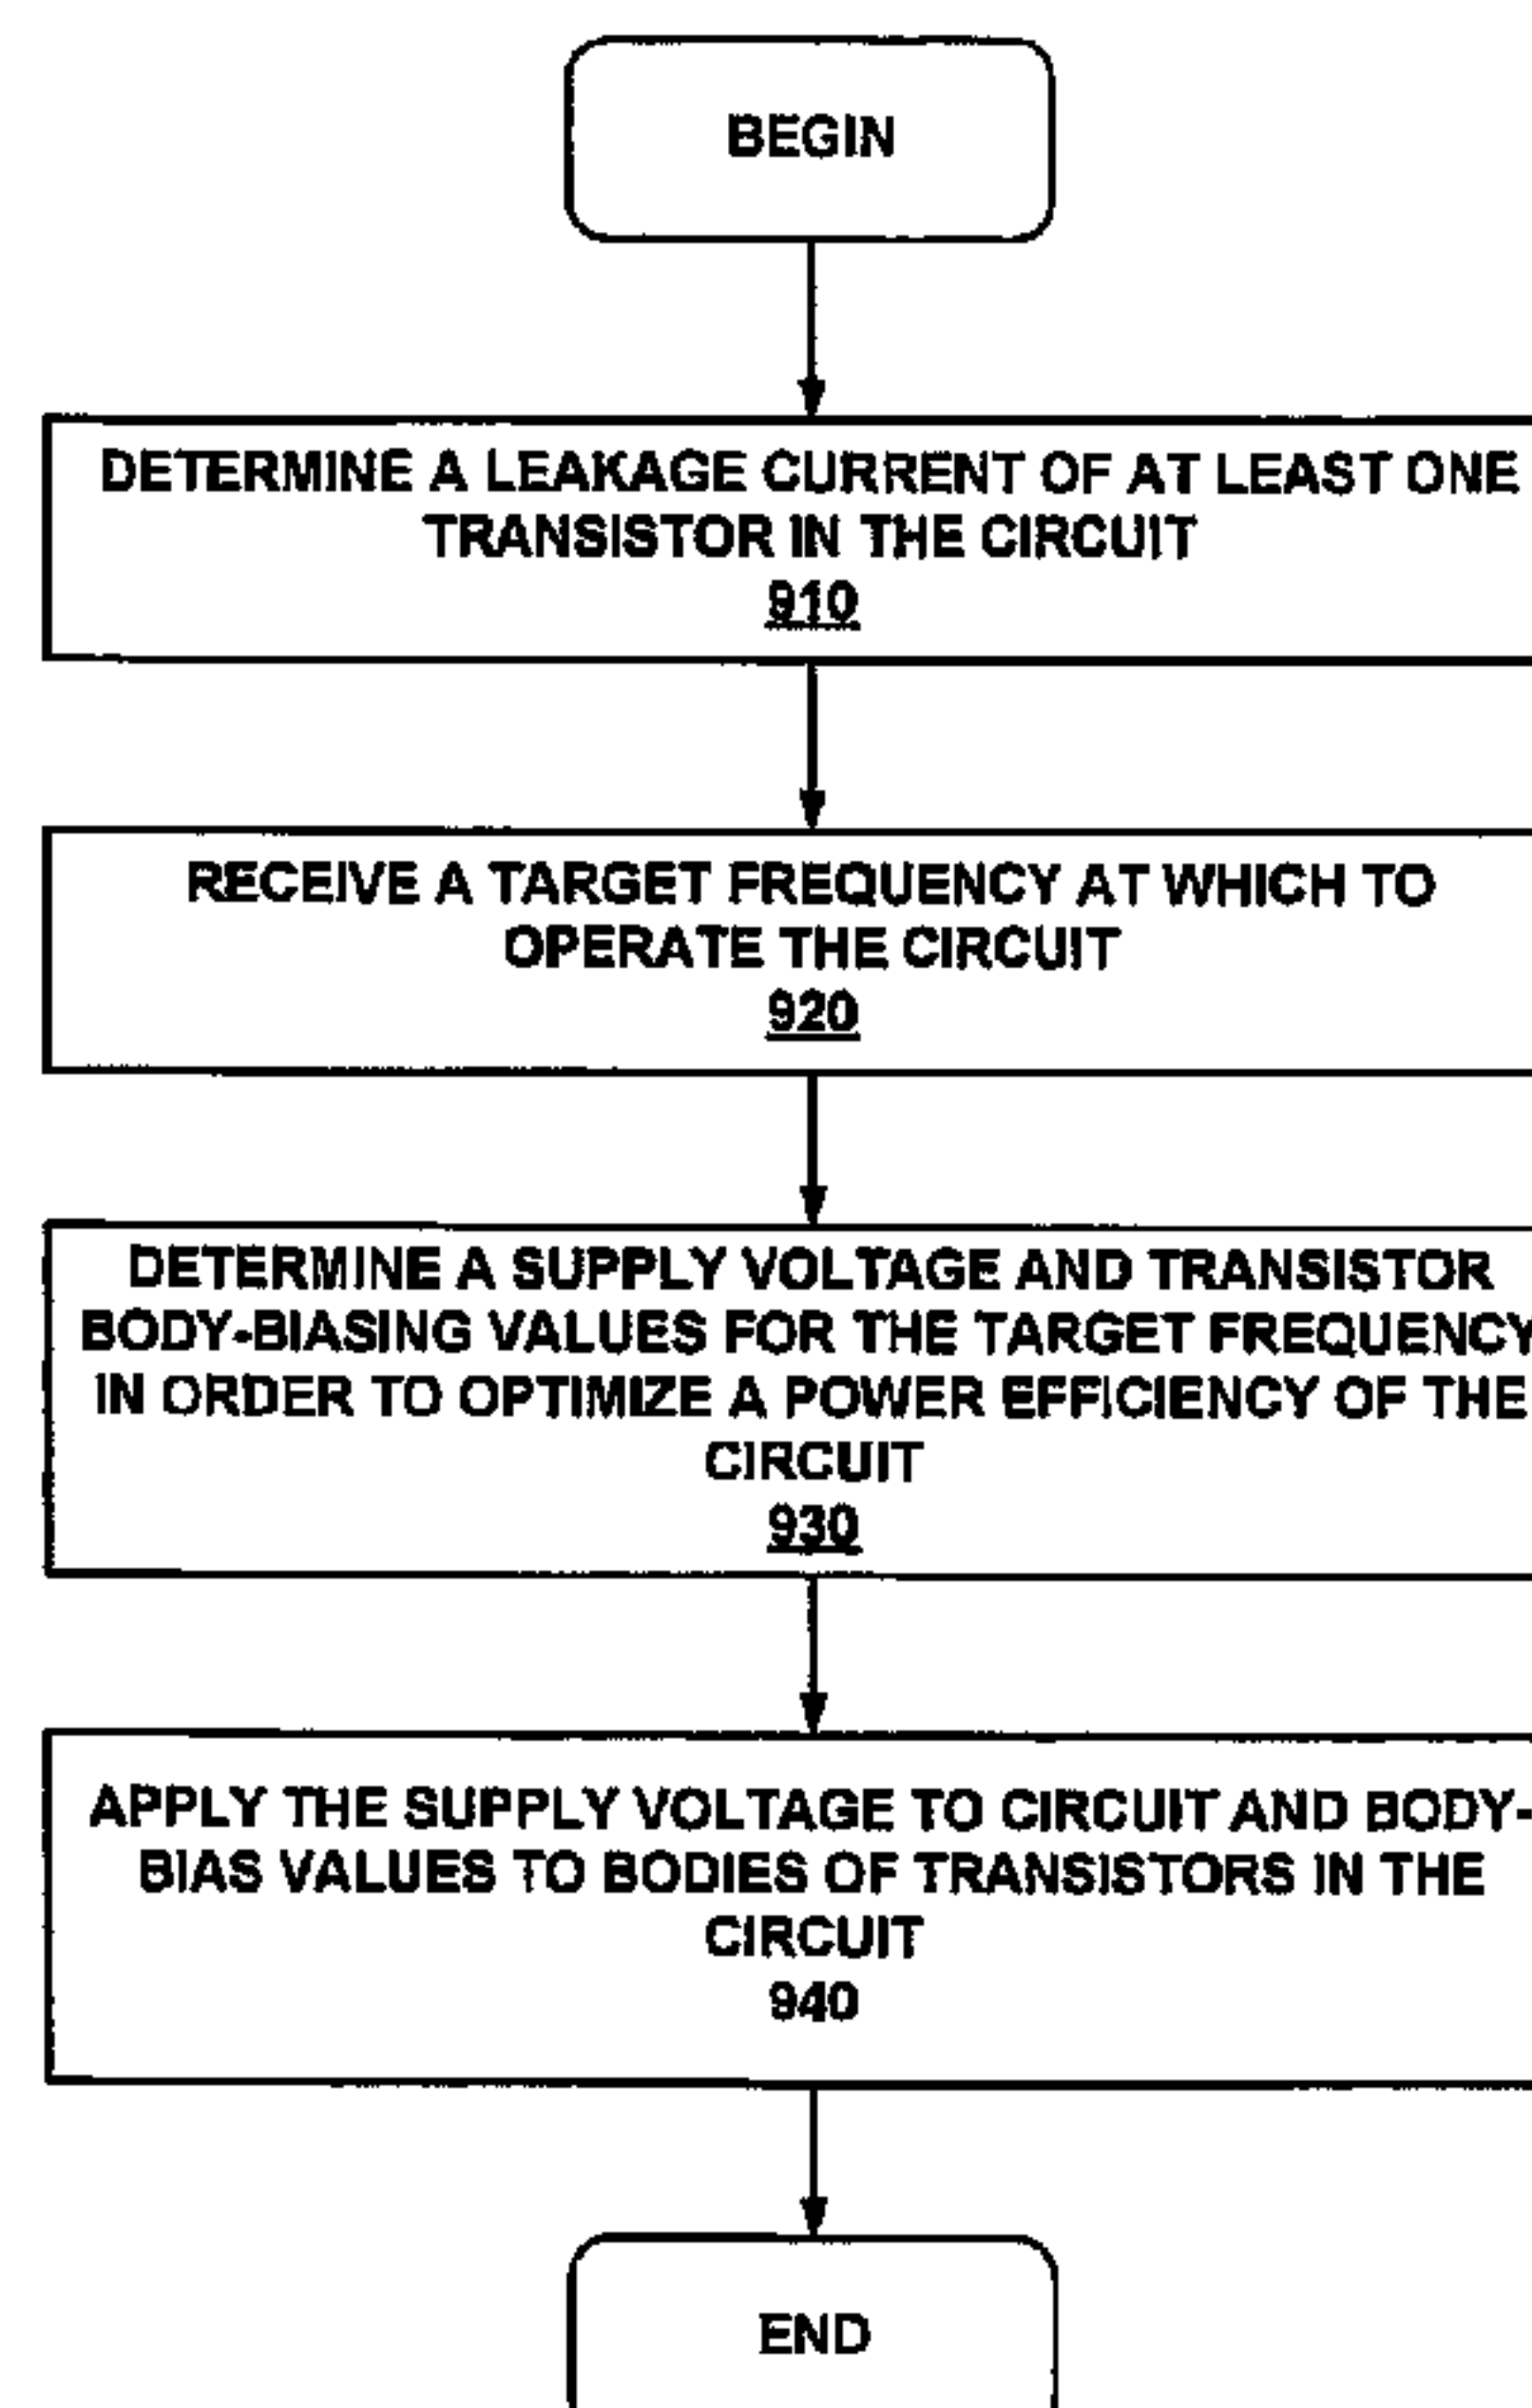 BEGIN
DETERMINE A LEAKAGE CURRENT OF AT LEAST ONE
TRANSISTOR IN THE CIRCUIT
910
RECEIVE A TARGET FREQUENCY AT WHICH TO
OPERATE THE CIRCUIT
920
DETERMINE A SUPPLY VOLTAGE AND TRANSISTOR
BODY-BIASING VALUES FOR THE TARGET FREQUENCY
IN ORDER TO OPTIMIZE A POWER EFFICIENCY OF THE
CIRCUIT
930
APPLY THE SUPPLY VOLTAGE TO CIRCUIT AND BODY-
BIAS VALUES TO BODIES OF TRANSISTORS IN THE
CIRCUIT
940
END